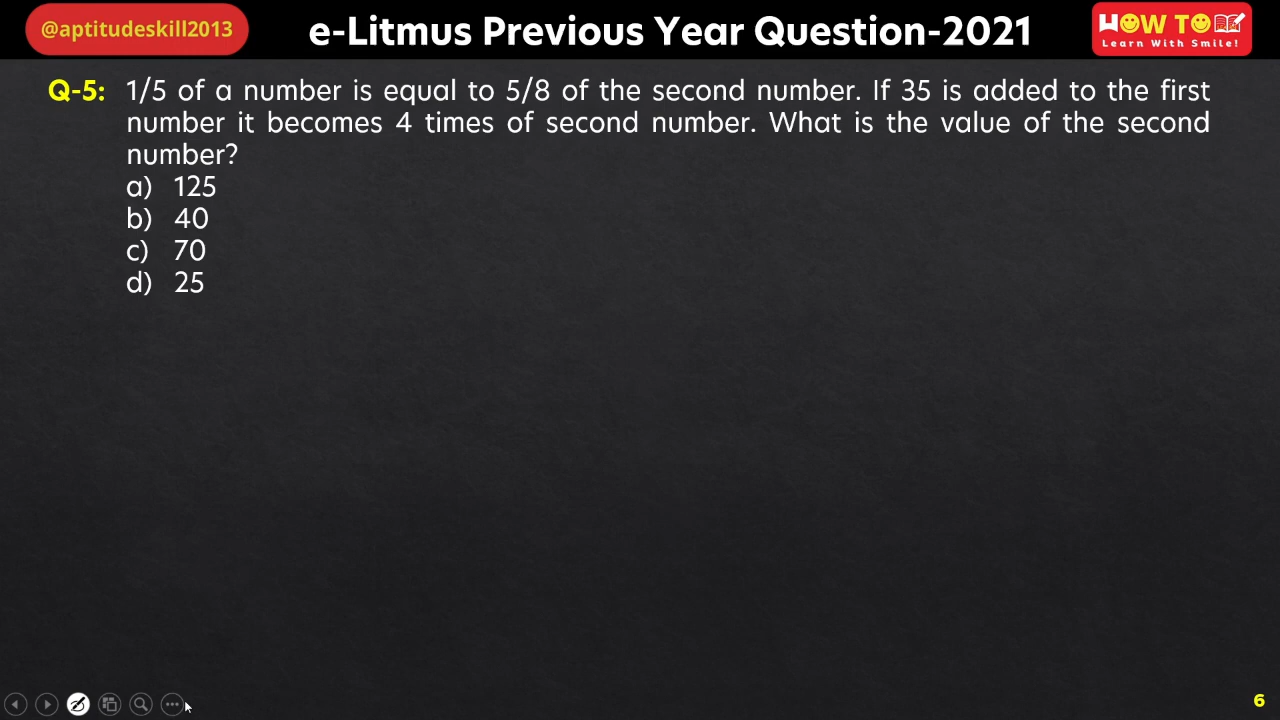 @aptitudeskill2013
e-Litmus Previous Year Question-2021
HOW TO
Learn With Smile!
Q-5: 1/5 of a number is equal to 5/8 of the second number. If 35 is added to the first
number it becomes 4 times of second number. What is the value of the second
number?
a) 125
b) 40
c) 70
d) 25
6